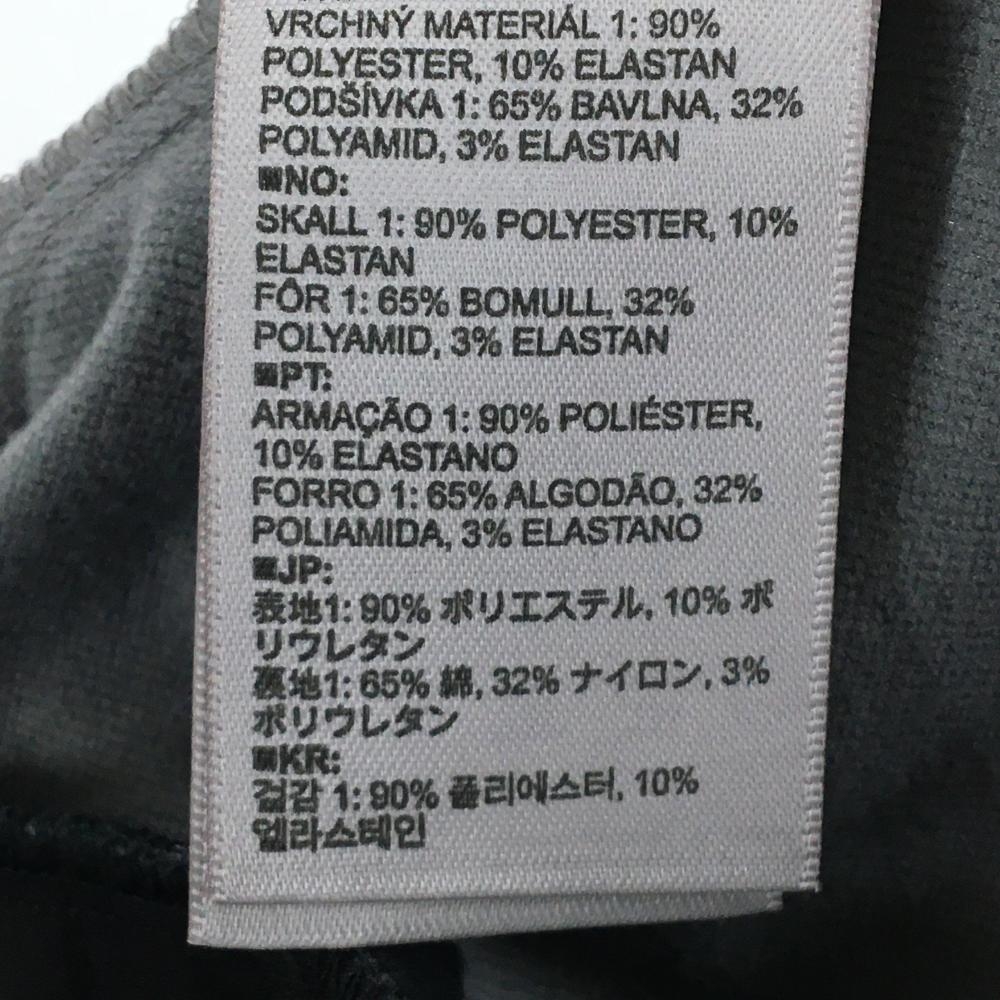 VRCHNÝ MATERIÁL 1: 90%
POLYESTER, 10% ELASTAN
PODŠÍVKA 1: 65% BAVLNA, 32%
POLYAMID, 3% ELASTAN
■NO:
SKALL 1: 90% POLYESTER, 10%
ELASTAN
FÔR 1: 65% BOMULL, 32%
POLYAMID, 3% ELASTAN
■PT:
ARMAÇÃO 1: 90% POLIÉSTER,
10% ELASTANO
FORRO 1: 65% ALGODÃO, 32%
POLIAMIDA, 3% ELASTANO
■JP:
表地1: 90% ポリエステル, 10% ポ
リウレタン
裏地1: 65% 綿, 32% ナイロン, 3%
ポリウレタン
■KR:
겉감 1: 90% 폴리에스터, 10%
엘라스테인